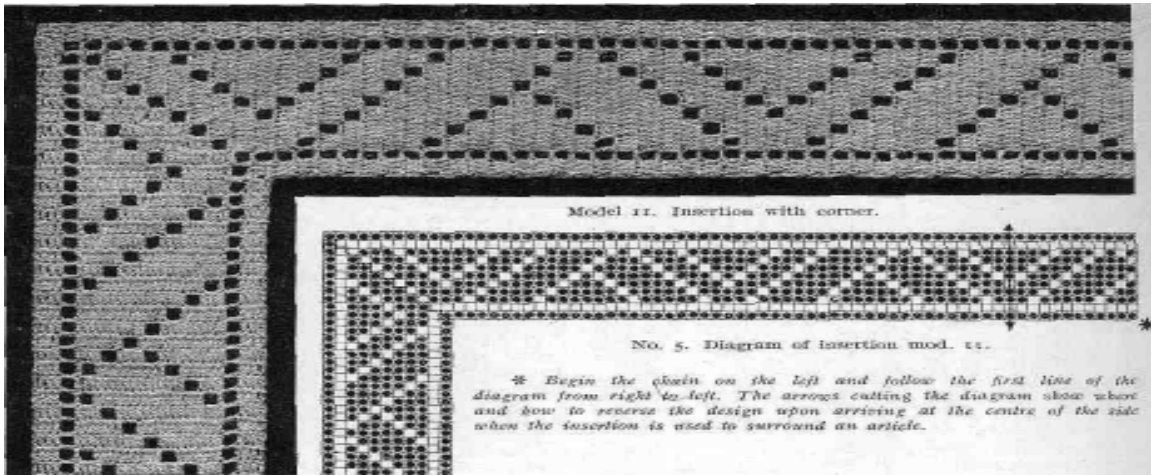 Model 11. Insertion with corner.
No. 5. Diagram of insertion mod. 11.
* Begin the chain on the left and follow the first line of the
diagram from right to left. The arrows cutting the diagram show where
and how to reverse the design upon arriving at the centre of the side
when the insertion is used to surround an article.